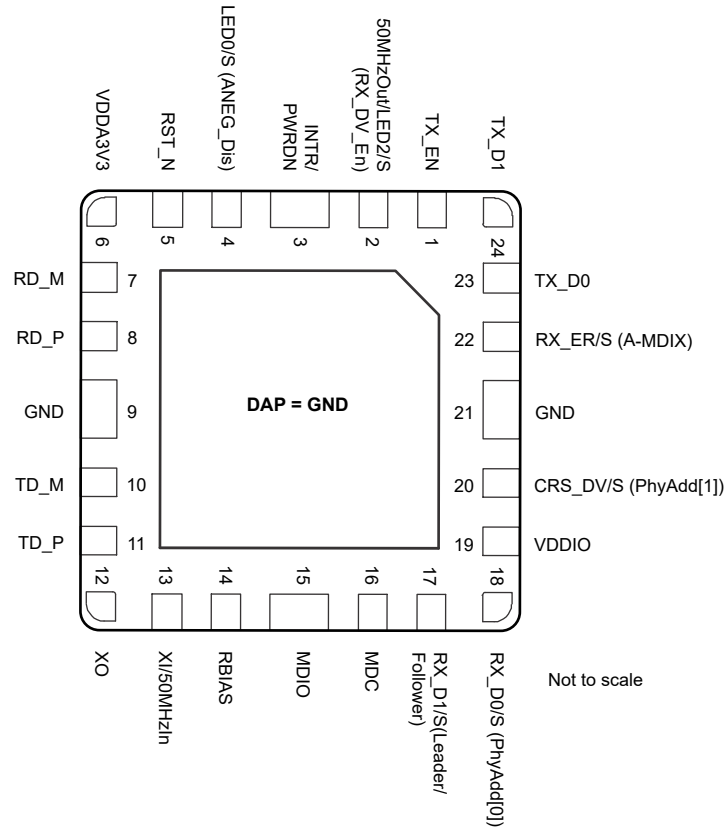 VDDA3V3
RST_N
LED0/S (ANEG_Dis)
INTR/
PWRDN
50MHzOut/LED2/S
(RX_DV_En)
TX_EN
TX_D1
6
5
4
3
2
1
24
RD_M
7
RD_P
8
GND
9
TD_M
10
TD_P
11
DAP = GND
23
TX_D0
22
RX_ER/S (A-MDIX)
21
GND
20
CRS_DV/S (PhyAdd[1])
19
VDDIO
12
13
14
15
16
17
18
XO
XI/50MHzIn
RBIAS
MDIO
MDC
RX_D1/S(Leader/
Follower)
RX_D0/S (PhyAdd[0])
Not to scale